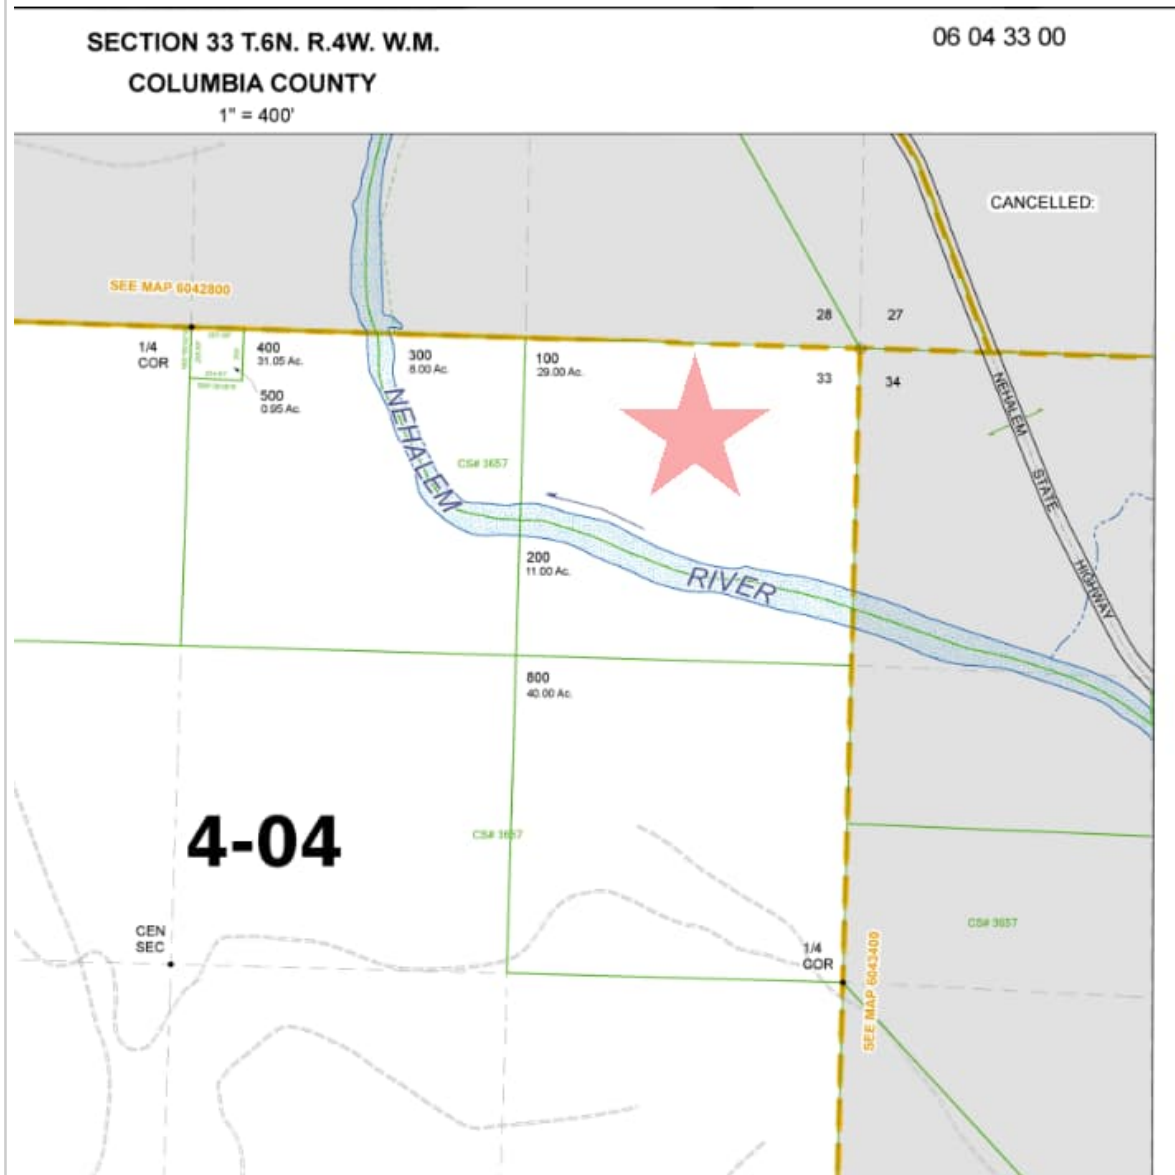 SECTION 33 T.6N. R.4W. W.M.
COLUMBIA COUNTY
1" = 400'
06 04 33 00
CANCELLED:
SEE MAP 6042800
28
27
1/4
COR
400
31.05 Ac.
300
8.00 Ac.
100
29.00 Ac.
33
34
500
0.95 Ac.
NEHALEM
CS# 3657
NEHALEM
STATE
HIGHWAY
200
11.00 Ac.
RIVER
800
40.00 Ac.
4-04
CS# 3657
CS# 3657
CEN
SEC
1/4
COR
SEE MAP 6043400